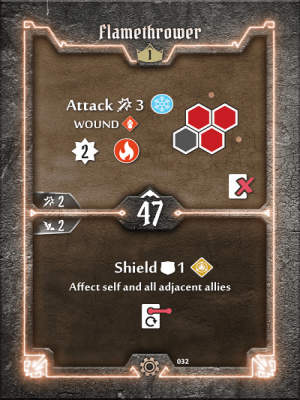 Flamethrower
1
Attack 3
WOUND
2
2
47
2
Shield 1
Affect self and all adjacent allies
032